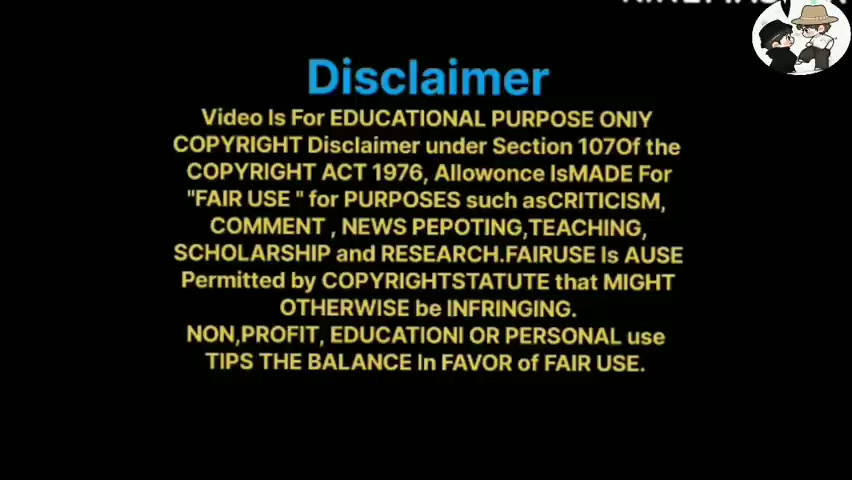 Disclaimer
Video Is For EDUCATIONAL PURPOSE ONIY
COPYRIGHT Disclaimer under Section 107Of the
COPYRIGHT ACT 1976, Allowonce IsMADE For
"FAIR USE " for PURPOSES such asCRITICISM,
COMMENT , NEWS PEPOTING,TEACHING,
SCHOLARSHIP and RESEARCH.FAIRUSE Is AUSE
Permitted by COPYRIGHTSTATUTE that MIGHT
OTHERWISE be INFRINGING.
NON,PROFIT, EDUCATIONI OR PERSONAL use
TIPS THE BALANCE In FAVOR of FAIR USE.